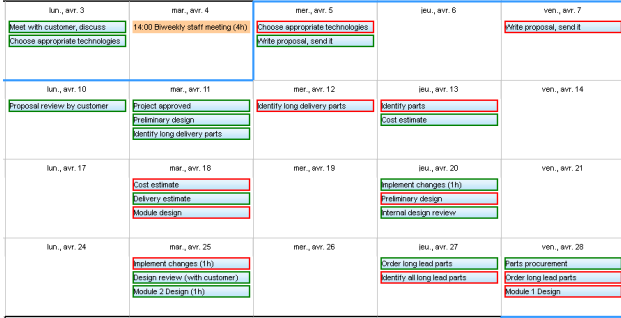 lun., avr. 3
mar., avr. 4
mer., avr. 5
jeu., avr. 6
ven., avr. 7
Meet with customer, discuss
14:00 Biweekly staff meeting (4h)
Choose appropriate technologies
Write proposal, send it
Choose appropriate technologies
Write proposal, send it
lun., avr. 10
mar., avr. 11
mer., avr. 12
jeu., avr. 13
ven., avr. 14
Proposal review by customer
Project approved
Identify long delivery parts
Identify parts
Preliminary design
Cost estimate
Identify long delivery parts
lun., avr. 17
mar., avr. 18
mer., avr. 19
jeu., avr. 20
ven., avr. 21
Cost estimate
Implement changes (1h)
Delivery estimate
Preliminary design
Module design
Internal design review
lun., avr. 24
mar., avr. 25
mer., avr. 26
jeu., avr. 27
ven., avr. 28
Implement changes (1h)
Order long lead parts
Parts procurement
Design review (with customer)
Identify all long lead parts
Order long lead parts
Module 2 Design (1h)
Module 1 Design